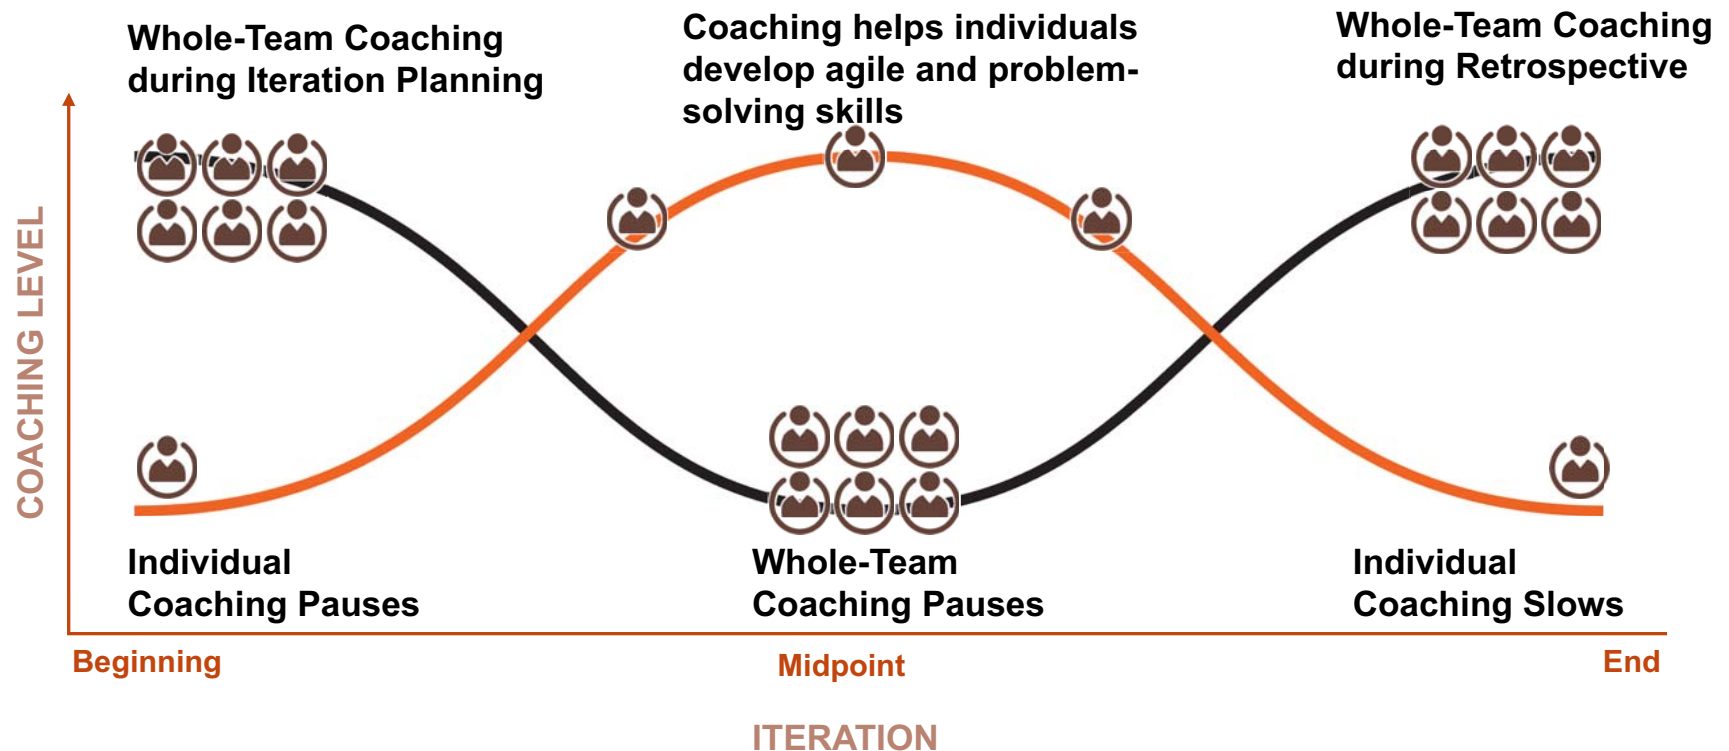 Whole-Team Coaching
during Iteration Planning
Coaching helps individuals
develop agile and problem-
solving skills
Whole-Team Coaching
during Retrospective
COACHING LEVEL
Individual
Coaching Pauses
Whole-Team
Coaching Pauses
Individual
Coaching Slows
Beginning
Midpoint
End
ITERATION